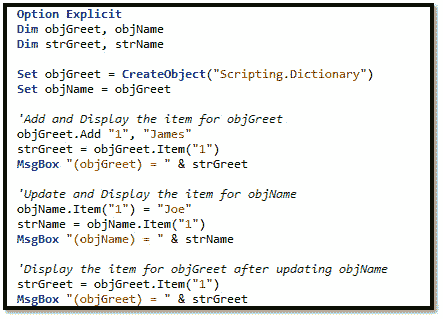 Option Explicit
Dim objGreet, objName
Dim strGreet, strName
Set objGreet = CreateObject("Scripting.Dictionary")
Set objName = objGreet
'Add and Display the item for objGreet
objGreet.Add "1", "James"
strGreet = objGreet.Item("1")
MsgBox "(objGreet) = " & strGreet
'Update and Display the item for objName
objName.Item("1") = "Joe"
strName = objName.Item("1")
MsgBox "(objName) = " & strName
'Display the item for objGreet after updating objName
strGreet = objGreet.Item("1")
MsgBox "(objGreet) = " & strGreet